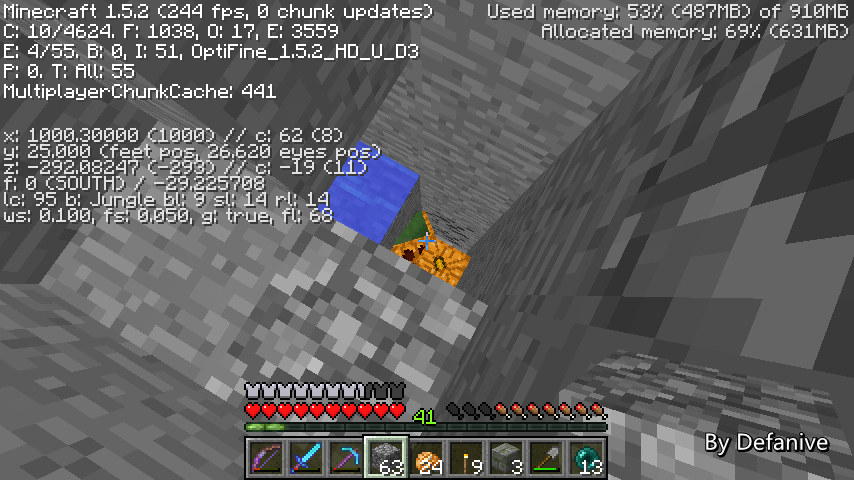 Minecraft 1.5.2 (244 fps, 0 chunk updates)
Used memory: 53% (487MB) of 910MB
C: 10/4624, F: 1038, O: 17, E: 3559
Allocated memory: 69% (631MB)
E: 4/55, B: 0, I: 51, OptiFine_1.5.2_HD_U_D3
P: 0, T: All: 55
MultiplayerChunkCache: 441
x: 1000.30000 (1000) // c: 62 (8)
y: 25.000 (feet pos, 26.620 eyes pos)
z: -292.08247 (-293) // c: -19 (11)
f: 0 (SOUTH) / -29.225708
lc: 95 b: Jungle bl: 9 sl: 14 rl: 14
ws: 0.100, fs: 0.050, g: true, fl: 68
41
63 24 9 3 13
By Defanive